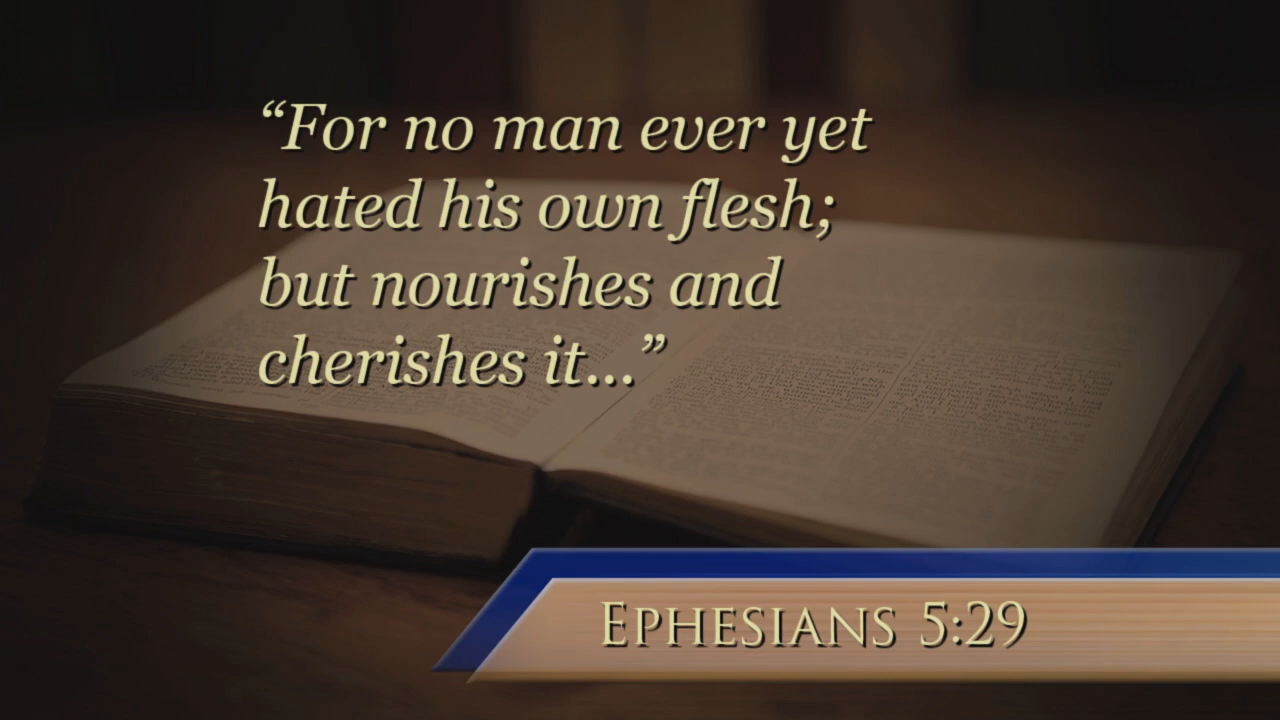 “For no man ever yet
hated his own flesh;
but nourishes and
cherishes it...”
Ephesians 5:29